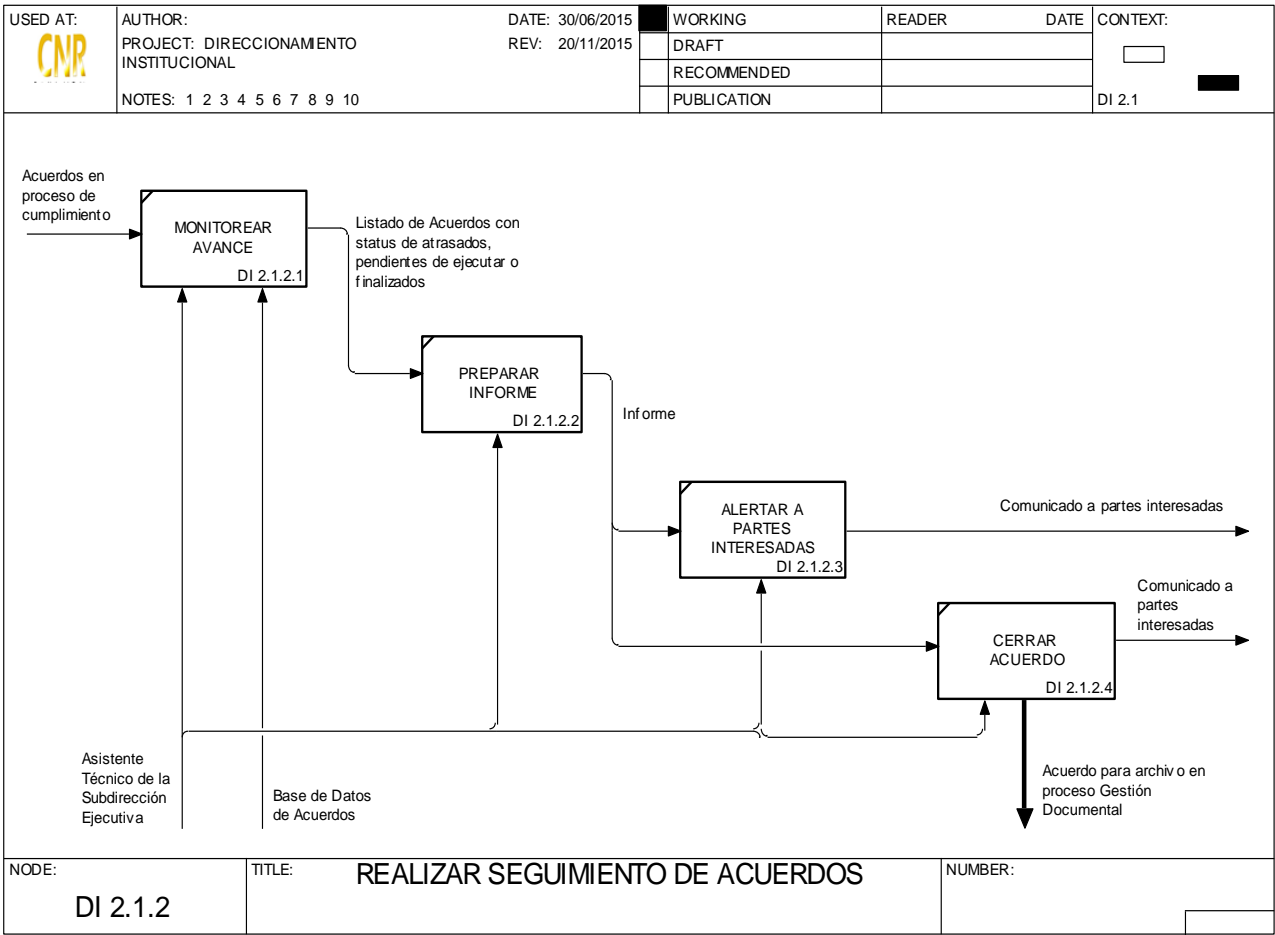 USED AT:
CNR
AUTHOR:
DATE: 30/06/2015
PROJECT: DIRECCIONAMIENTO
INSTITUCIONAL
REV: 20/11/2015
NOTES: 1 2 3 4 5 6 7 8 9 10
WORKING
DRAFT
RECOMMENDED
PUBLICATION
READER
DATE
CONTEXT:
DI 2.1
Acuerdos en
proceso de
cumplimiento
MONITOREAR
AVANCE
DI 2.1.2.1
Listado de Acuerdos con
status de atrasados,
pendientes de ejecutar o
finalizados
PREPARAR
INFORME
DI 2.1.2.2
Informe
ALERTAR A
PARTES
INTERESADAS
DI 2.1.2.3
Comunicado a partes interesadas
Comunicado a
partes
interesadas
CERRAR
ACUERDO
DI 2.1.2.4
Asistente
Técnico de la
Subdirección
Ejecutiva
Base de Datos
de Acuerdos
Acuerdo para archivo en
proceso Gestión
Documental
NODE:
DI 2.1.2
TITLE:
REALIZAR SEGUIMIENTO DE ACUERDOS
NUMBER: